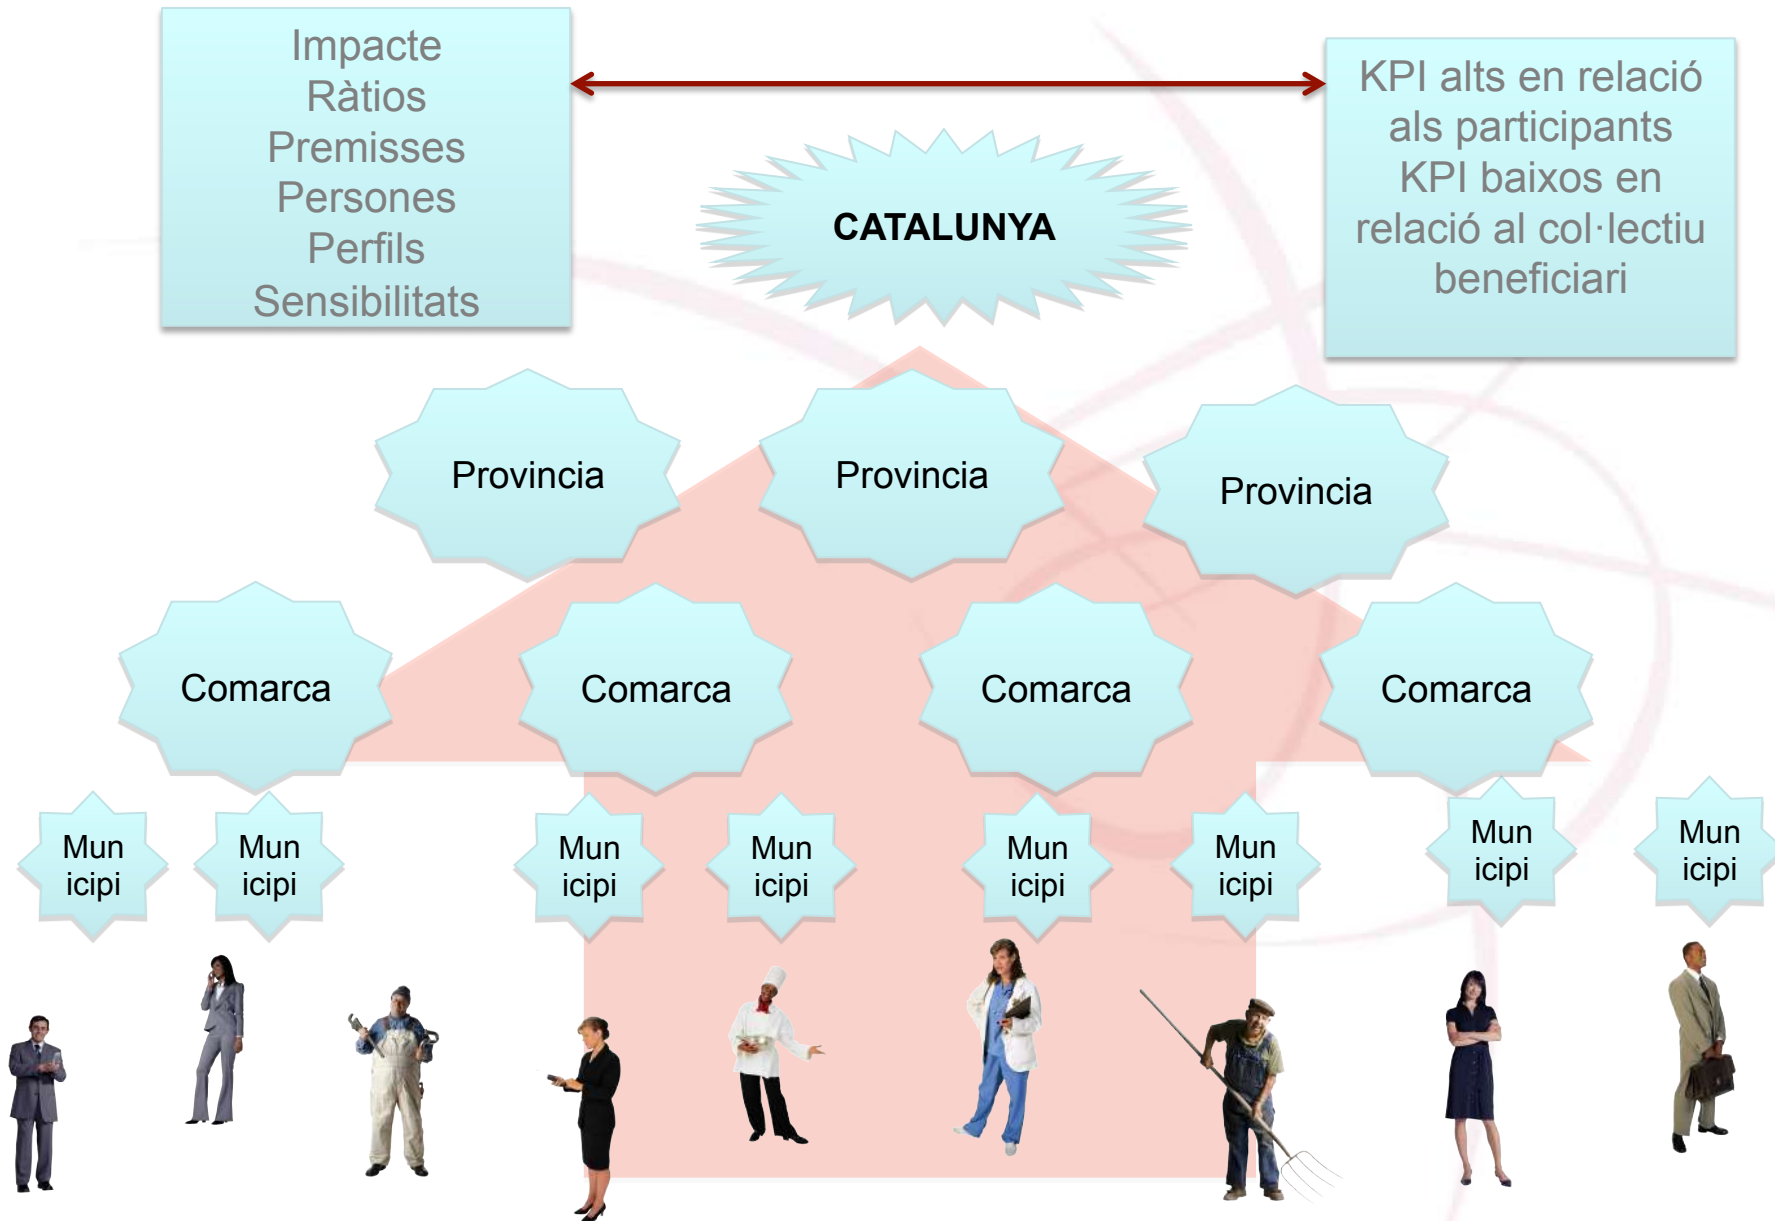 Impacte
Ràtios
Premisses
Persones
Perfils
Sensibilitats
KPI alts en relació
als participants
KPI baixos en
relació al col·lectiu
beneficiari
CATALUNYA
Provincia
Provincia
Provincia
Comarca
Comarca
Comarca
Comarca
Mun
icipi
Mun
icipi
Mun
icipi
Mun
icipi
Mun
icipi
Mun
icipi
Mun
icipi
Mun
icipi